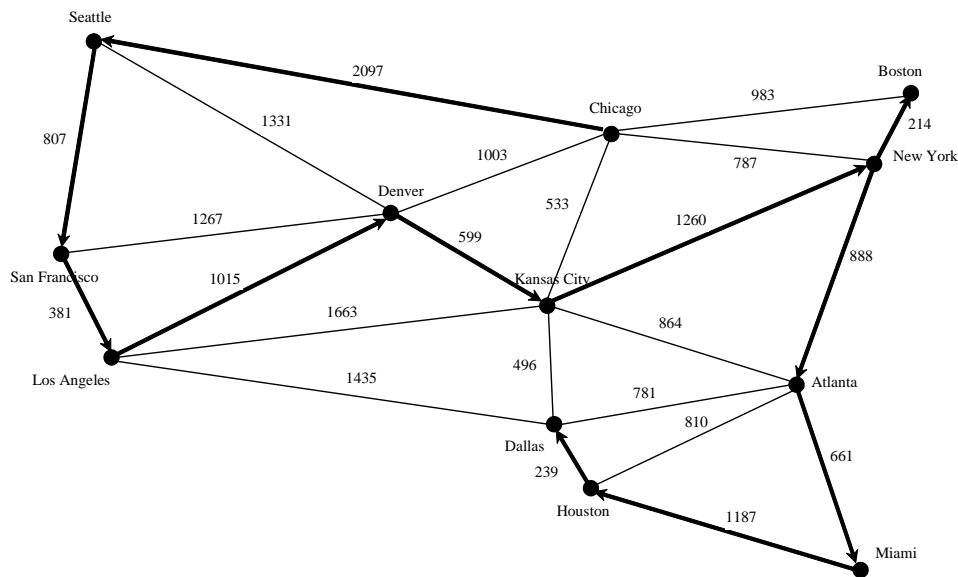 Seattle
2097
Boston
983
Chicago
214
1331
807
1003
787
New York
Denver
533
1260
1267
599
888
San Francisco
1015
Kansas City
381
1663
864
Los Angeles
1435
496
781
Atlanta
810
Dallas
661
239
Houston
1187
Miami